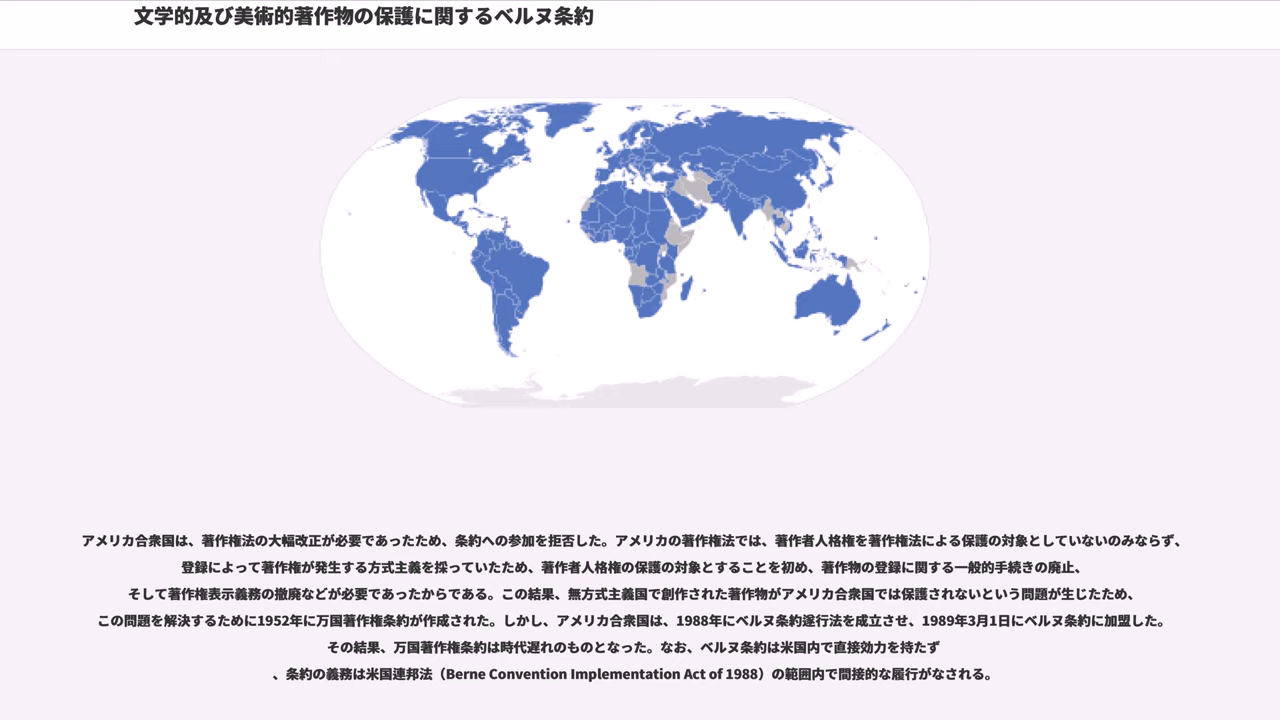 文学的及び美術的著作物の保護に関するベルヌ条約
アメリカ合衆国は、著作権法の大幅改正が必要であったため、条約への参加を拒否した。アメリカの著作権法では、著作者人格権を著作権法による保護の対象としていないのみならず、
登録によって著作権が発生する方式主義を採っていたため、著作者人格権の保護の対象とすることを初め、著作物の登録に関する一般的手続きの廃止、
そして著作権表示義務の撤廃などが必要であったからである。この結果、無方式主義国で創作された著作物がアメリカ合衆国では保護されないという問題が生じたため、
この問題を解決するために1952年に万国著作権条約が作成された。しかし、アメリカ合衆国は、1988年にベルヌ条約遂行法を成立させ、1989年3月1日にベルヌ条約に加盟した。
その結果、万国著作権条約は時代遅れのものとなった。なお、ベルヌ条約は米国内で直接効力を持たず
、条約の義務は米国連邦法（Berne Convention Implementation Act of 1988）の範囲内で間接的な履行がなされる。